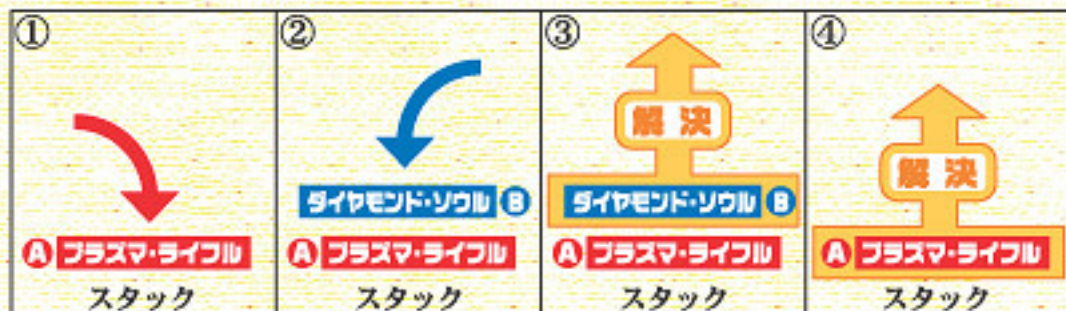 ①
Ⓐ プラズマ・ライフル
スタック
②
ダイヤモンド・ソウル Ⓑ
Ⓐ プラズマ・ライフル
スタック
③
解決
ダイヤモンド・ソウル Ⓑ
Ⓐ プラズマ・ライフル
スタック
④
解決
Ⓐ プラズマ・ライフル
スタック